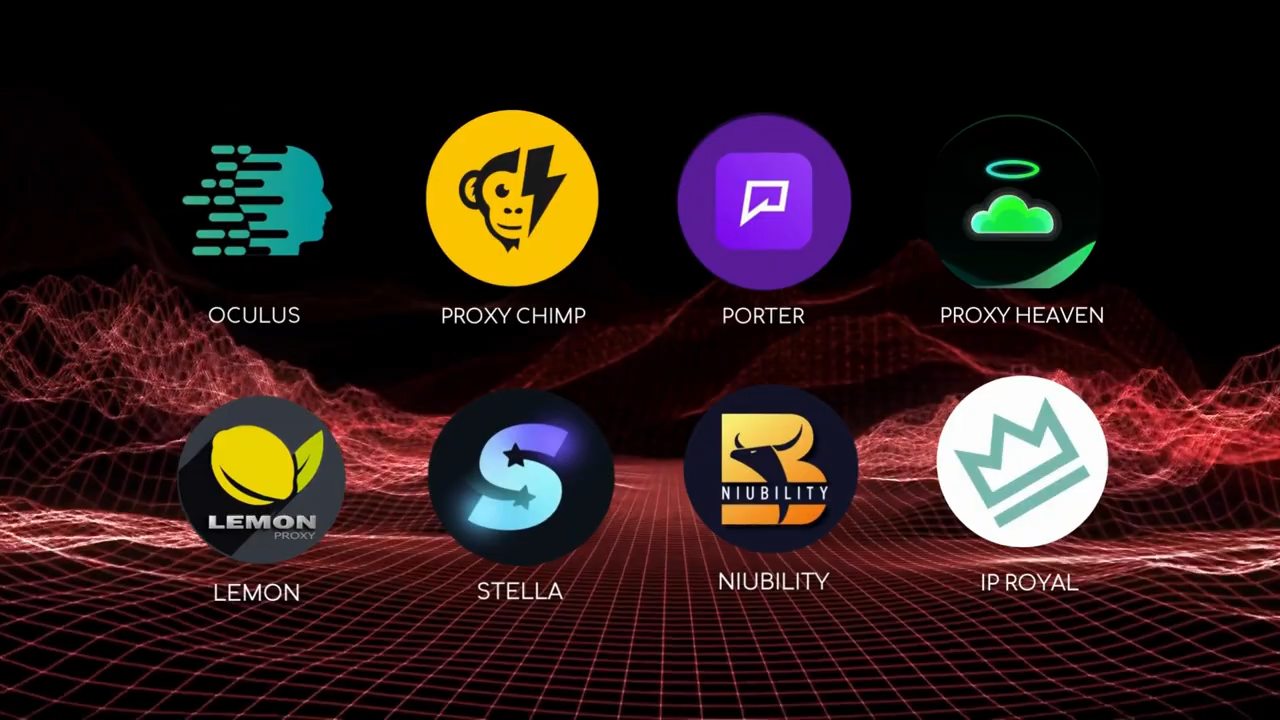 OCULUS
PROXY CHIMP
PORTER
PROXY HEAVEN
LEMON
PROXY
NIUBILITY
LEMON
STELLA
NIUBILITY
IP ROYAL